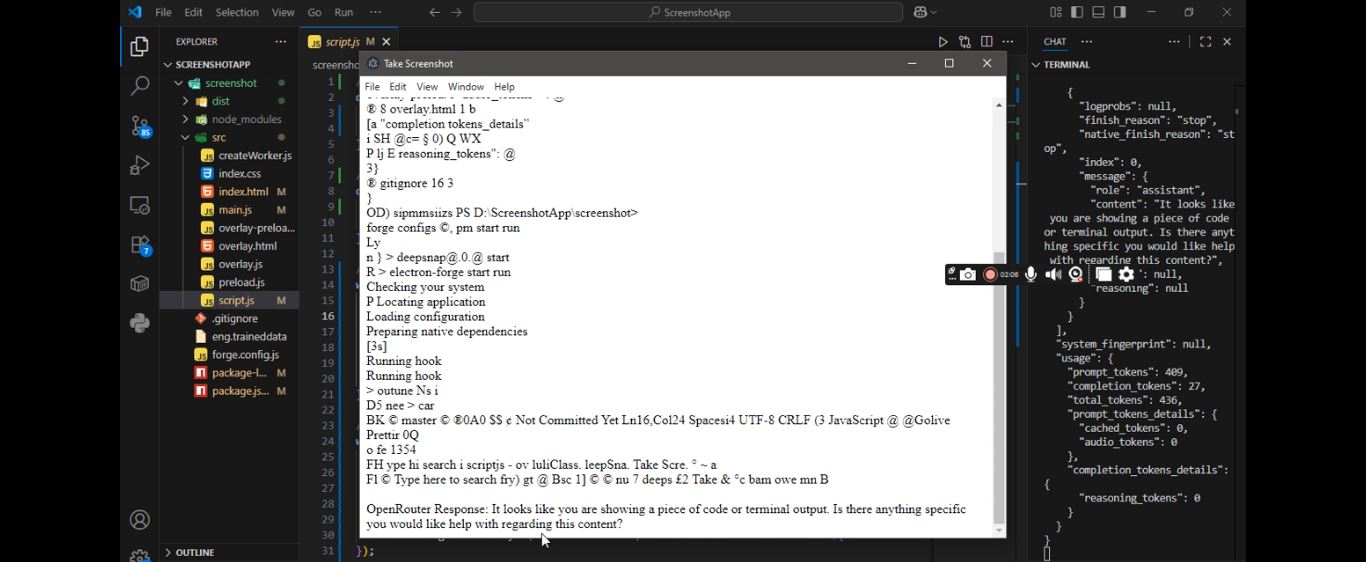 File Edit Selection View Go Run ···
ScreenshotApp
EXPLORER
SCREENSHOTAPP
screenshot
dist
node_modules
src
createWorker.js
index.css
index.html M
main.js M
overlay-preloa...
overlay.html
overlay.js
preload.js
script.js M
.gitignore
eng.traineddata
forge.config.js
package-l... M
package.js... M
OUTLINE
85
7
script.js M
screensho
1
2
3
4
5
6
7
8
9
10
11
12
13
14
15
16
17
18
19
20
21
22
23
24
25
26
27
28
29
30
31 });
Take Screenshot
File Edit View Window Help
® 8 overlay.html 1 b
[a "completion tokens_details"
i SH @c= § 0) Q WX
P lj E reasoning_tokens": @
3}
® gitignore 16 3
}
OD) sipmmsiizs PS D:\ScreenshotApp\screenshot>
forge configs ©, pm start run
Ly
n } > deepsnap@.0.@ start
R > electron-forge start run
Checking your system
P Locating application
Loading configuration
Preparing native dependencies
[3s]
Running hook
Running hook
> outune Ns i
D5 nee > car
BK © master © ®0A0 $$ ¢ Not Committed Yet Ln16,Col24 Spacesi4 UTF-8 CRLF (3 JavaScript @ @Golive
Prettir 0Q
o fe 1354
FH ype hi search i scriptjs - ov luliClass. leepSna. Take Scre. ° ~ a
F1 © Type here to search fry) gt @ Bsc 1] © © nu 7 deeps £2 Take & °c bam owe mn B
OpenRouter Response: It looks like you are showing a piece of code or terminal output. Is there anything specific
you would like help with regarding this content?
02:06
CHAT ···
TERMINAL
{
"logprobs": null,
"finish_reason": "stop",
"native_finish_reason": "st
op",
"index": 0,
"message": {
"role": "assistant",
"content": "It looks like
you are showing a piece of code
or terminal output. Is there anyt
hing specific you would like help
with regarding this content?",
": null,
"reasoning": null
}
}
],
"system_fingerprint": null,
"usage": {
"prompt_tokens": 409,
"completion_tokens": 27,
"total_tokens": 436,
"prompt_tokens_details": {
"cached_tokens": 0,
"audio_tokens": 0
},
"completion_tokens_details":
{
"reasoning_tokens": 0
}
}
}